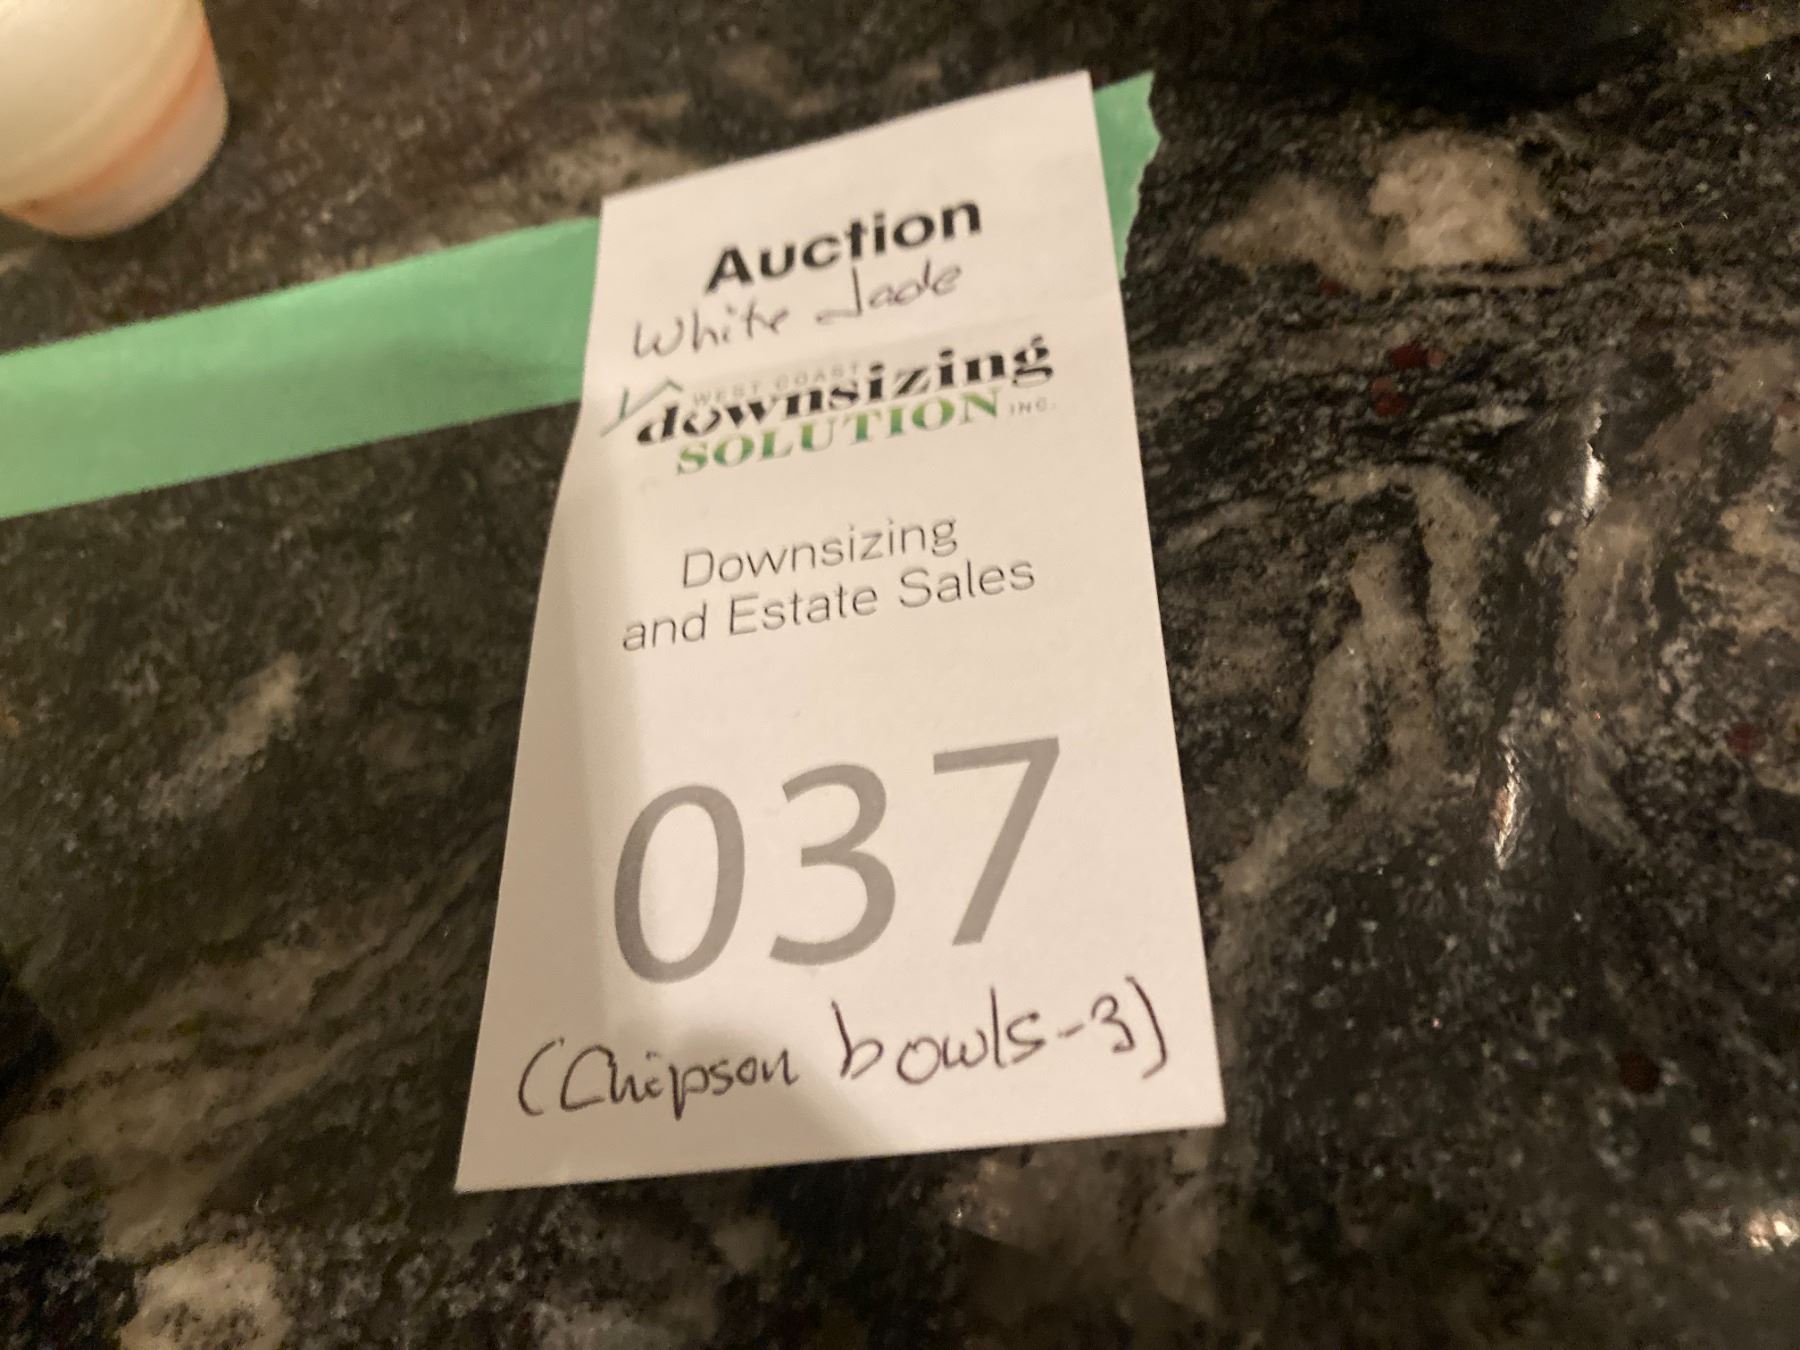 Auction
White Jade
WEST COAST
downsizing
SOLUTION INC.
Downsizing
and Estate Sales
037
(Chipson bowls-3)